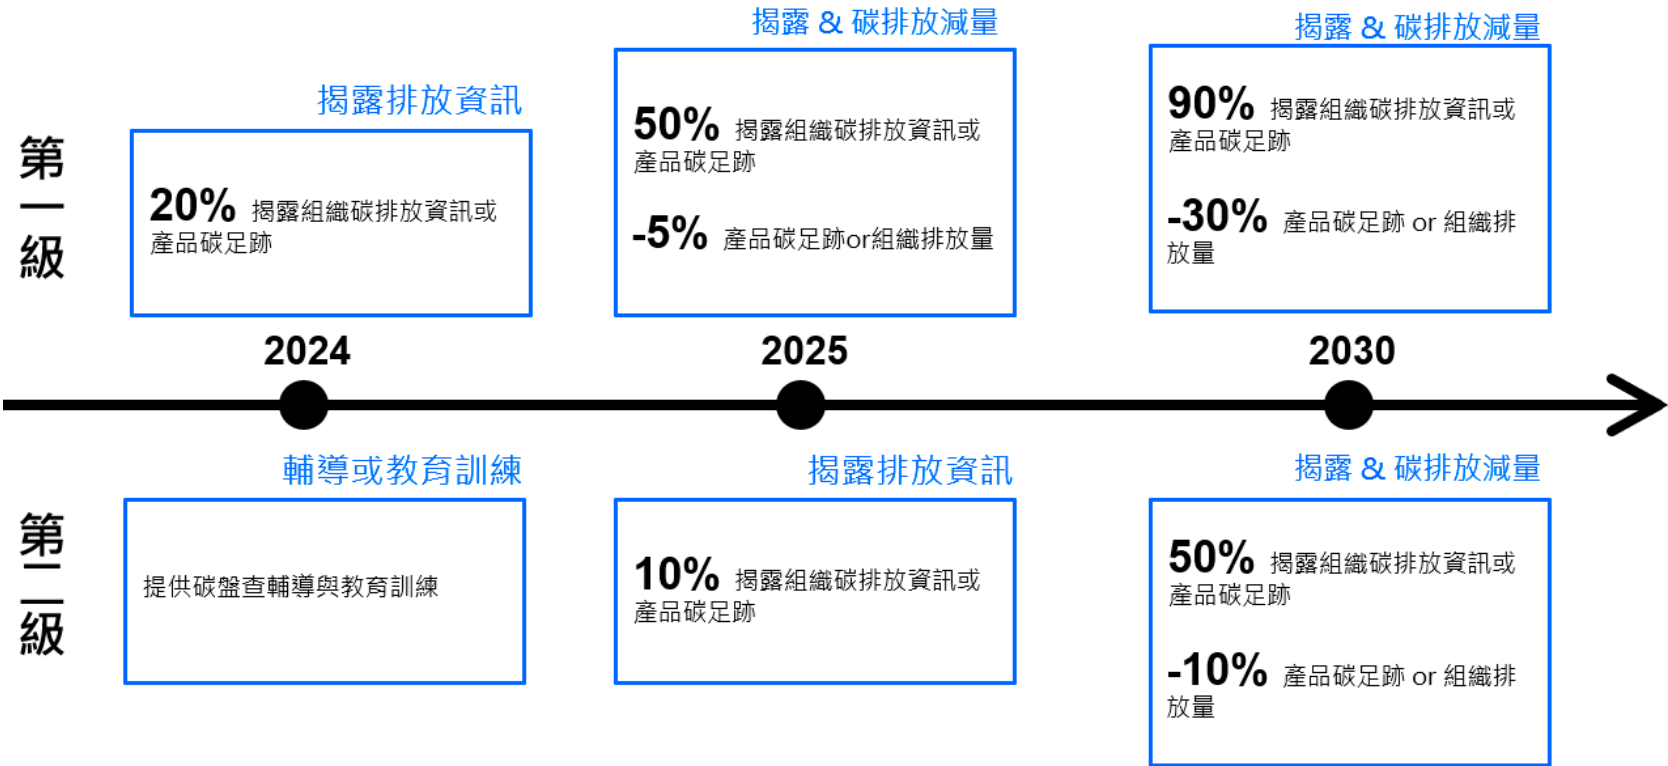 第一級
揭露排放資訊
20% 揭露組織碳排放資訊或
產品碳足跡
揭露 & 碳排放減量
50% 揭露組織碳排放資訊或
產品碳足跡
-5% 產品碳足跡or組織排放量
揭露 & 碳排放減量
90% 揭露組織碳排放資訊或
產品碳足跡
-30% 產品碳足跡 or 組織排
放量
2024
2025
2030
第二級
輔導或教育訓練
提供碳盤查輔導與教育訓練
揭露排放資訊
10% 揭露組織碳排放資訊或
產品碳足跡
揭露 & 碳排放減量
50% 揭露組織碳排放資訊或
產品碳足跡
-10% 產品碳足跡 or 組織排
放量